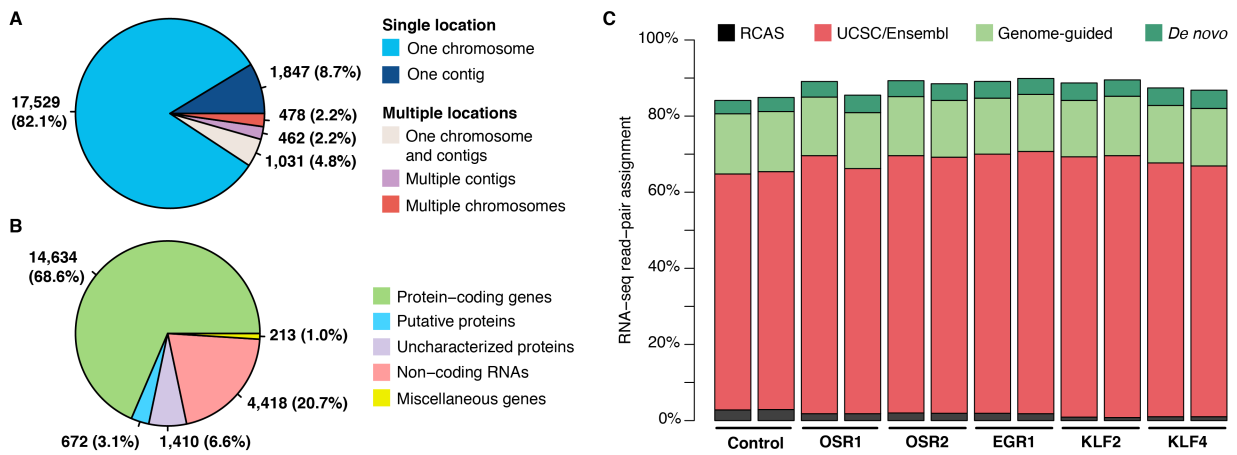 A
Single location
One chromosome
One contig
Multiple locations
One chromosome
and contigs
Multiple contigs
Multiple chromosomes
17,529
(82.1%)
1,847 (8.7%)
478 (2.2%)
462 (2.2%)
1,031 (4.8%)
B
14,634
(68.6%)
213 (1.0%)
4,418 (20.7%)
672 (3.1%)
1,410 (6.6%)
Protein−coding genes
Putative proteins
Uncharacterized proteins
Non−coding RNAs
Miscellaneous genes
C
RCAS
UCSC/Ensembl
Genome−guided
De novo
RNA−seq read−pair assignment
100%
80%
60%
40%
20%
0%
Control
OSR1
OSR2
EGR1
KLF2
KLF4